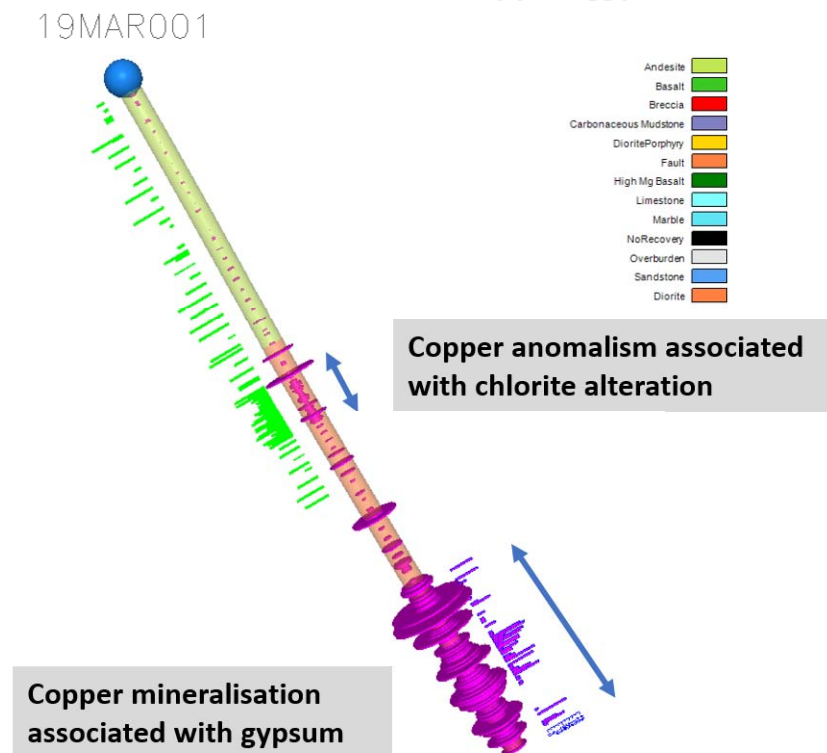 19MAR001
Andesite
Basalt
Breccia
Carbonaceous Mudstone
DioritePorphyry
Fault
High Mg Basalt
Limestone
Marble
NoRecovery
Overburden
Sandstone
Diorite
Copper anomalism associated
with chlorite alteration
Copper mineralisation
associated with gypsum